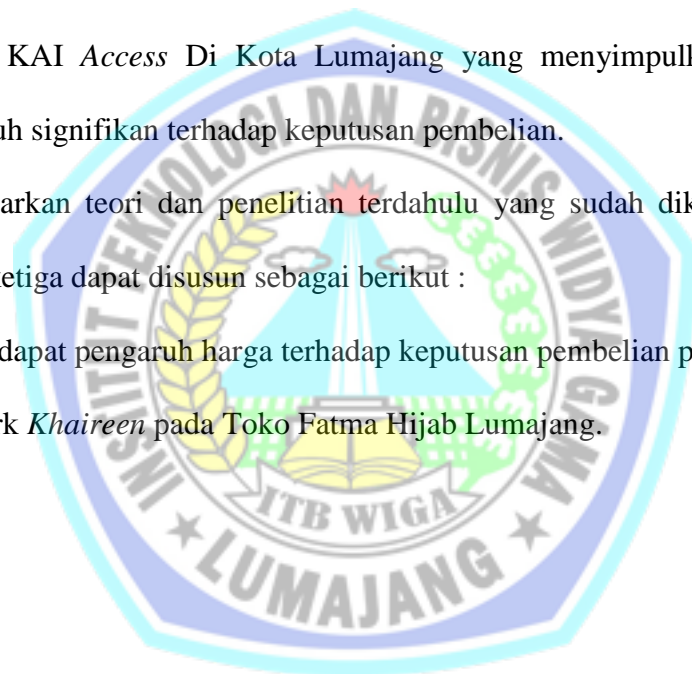 KAI Access Di Kota Lumajang yang menyimpulk
uh signifikan terhadap keputusan pembelian.
arkan teori dan penelitian terdahulu yang sudah dik
etiga dapat disusun sebagai berikut :
dapat pengaruh harga terhadap keputusan pembelian p
rk Khaireen pada Toko Fatma Hijab Lumajang.
INSTITUT TEKNOLOGI DAN BISNIS WIDYA GAMA
ITB WIGA
LUMAJANG